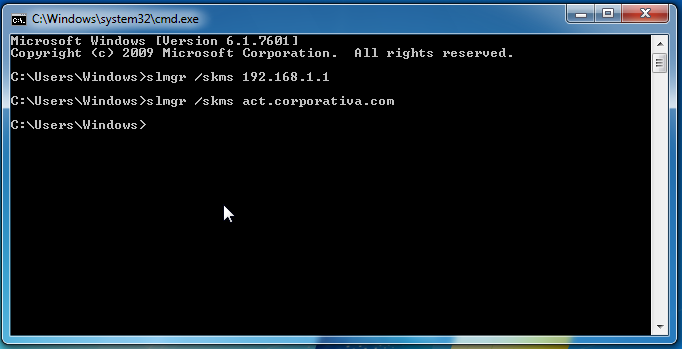 C:\Windows\system32\cmd.exe
Microsoft Windows [Version 6.1.7601]
Copyright (c) 2009 Microsoft Corporation.  All rights reserved.
C:\Users\Windows>slmgr /skms 192.168.1.1
C:\Users\Windows>slmgr /skms act.corporativa.com
C:\Users\Windows>